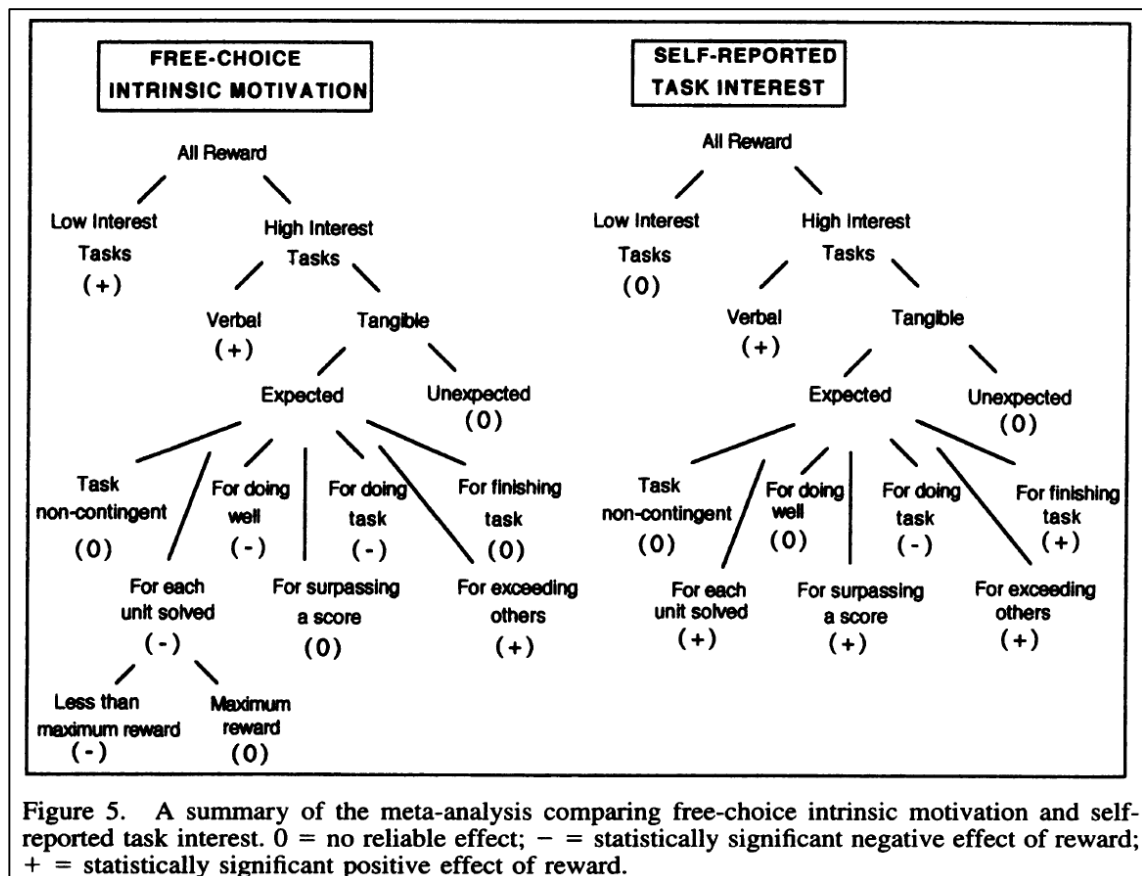 FREE-CHOICE
INTRINSIC MOTIVATION
All Reward
Low Interest
Tasks
(+)
High Interest
Tasks
Verbal
(+)
Tangible
Expected
Unexpected
(0)
Task
non-contingent
(0)
For doing
well
(-)
For doing
task
(-)
For finishing
task
(0)
For each
unit solved
(-)
For surpassing
a score
(0)
For exceeding
others
(+)
Less than
maximum reward
(-)
Maximum
reward
(0)
SELF-REPORTED
TASK INTEREST
All Reward
Low Interest
Tasks
(0)
High Interest
Tasks
Verbal
(+)
Tangible
Expected
Unexpected
(0)
Task
non-contingent
(0)
For doing
well
(0)
For doing
task
(-)
For finishing
task
(+)
For each
unit solved
(+)
For surpassing
a score
(+)
For exceeding
others
(+)
Figure 5. A summary of the meta-analysis comparing free-choice intrinsic motivation and self-
reported task interest. 0 = no reliable effect; − = statistically significant negative effect of reward;
+ = statistically significant positive effect of reward.